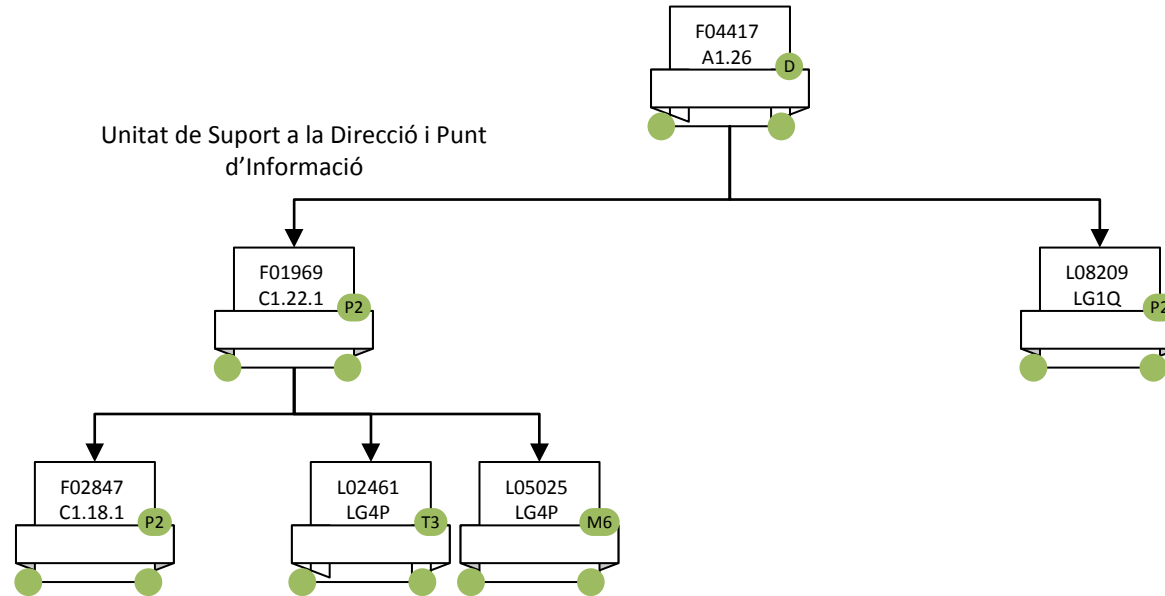 F04417
A1.26
D
Unitat de Suport a la Direcció i Punt
d’Informació
F01969
C1.22.1
P2
L08209
LG1Q
P2
F02847
C1.18.1
P2
L02461
LG4P
T3
L05025
LG4P
M6